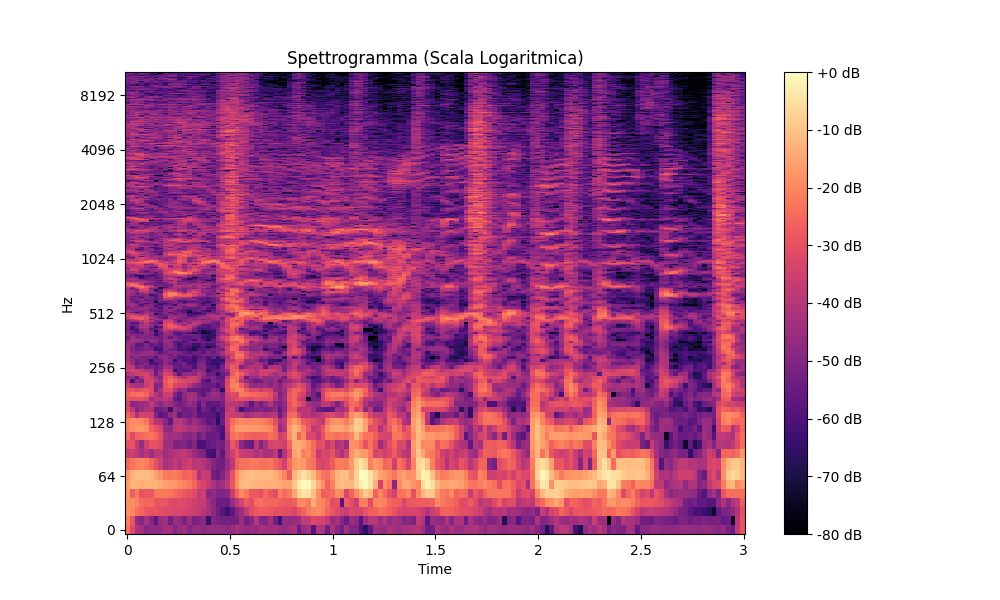 Spettrogramma (Scala Logaritmica)
Hz
8192
4096
2048
1024
512
256
128
64
0
0
0.5
1
1.5
2
2.5
3
Time
+0 dB
-10 dB
-20 dB
-30 dB
-40 dB
-50 dB
-60 dB
-70 dB
-80 dB